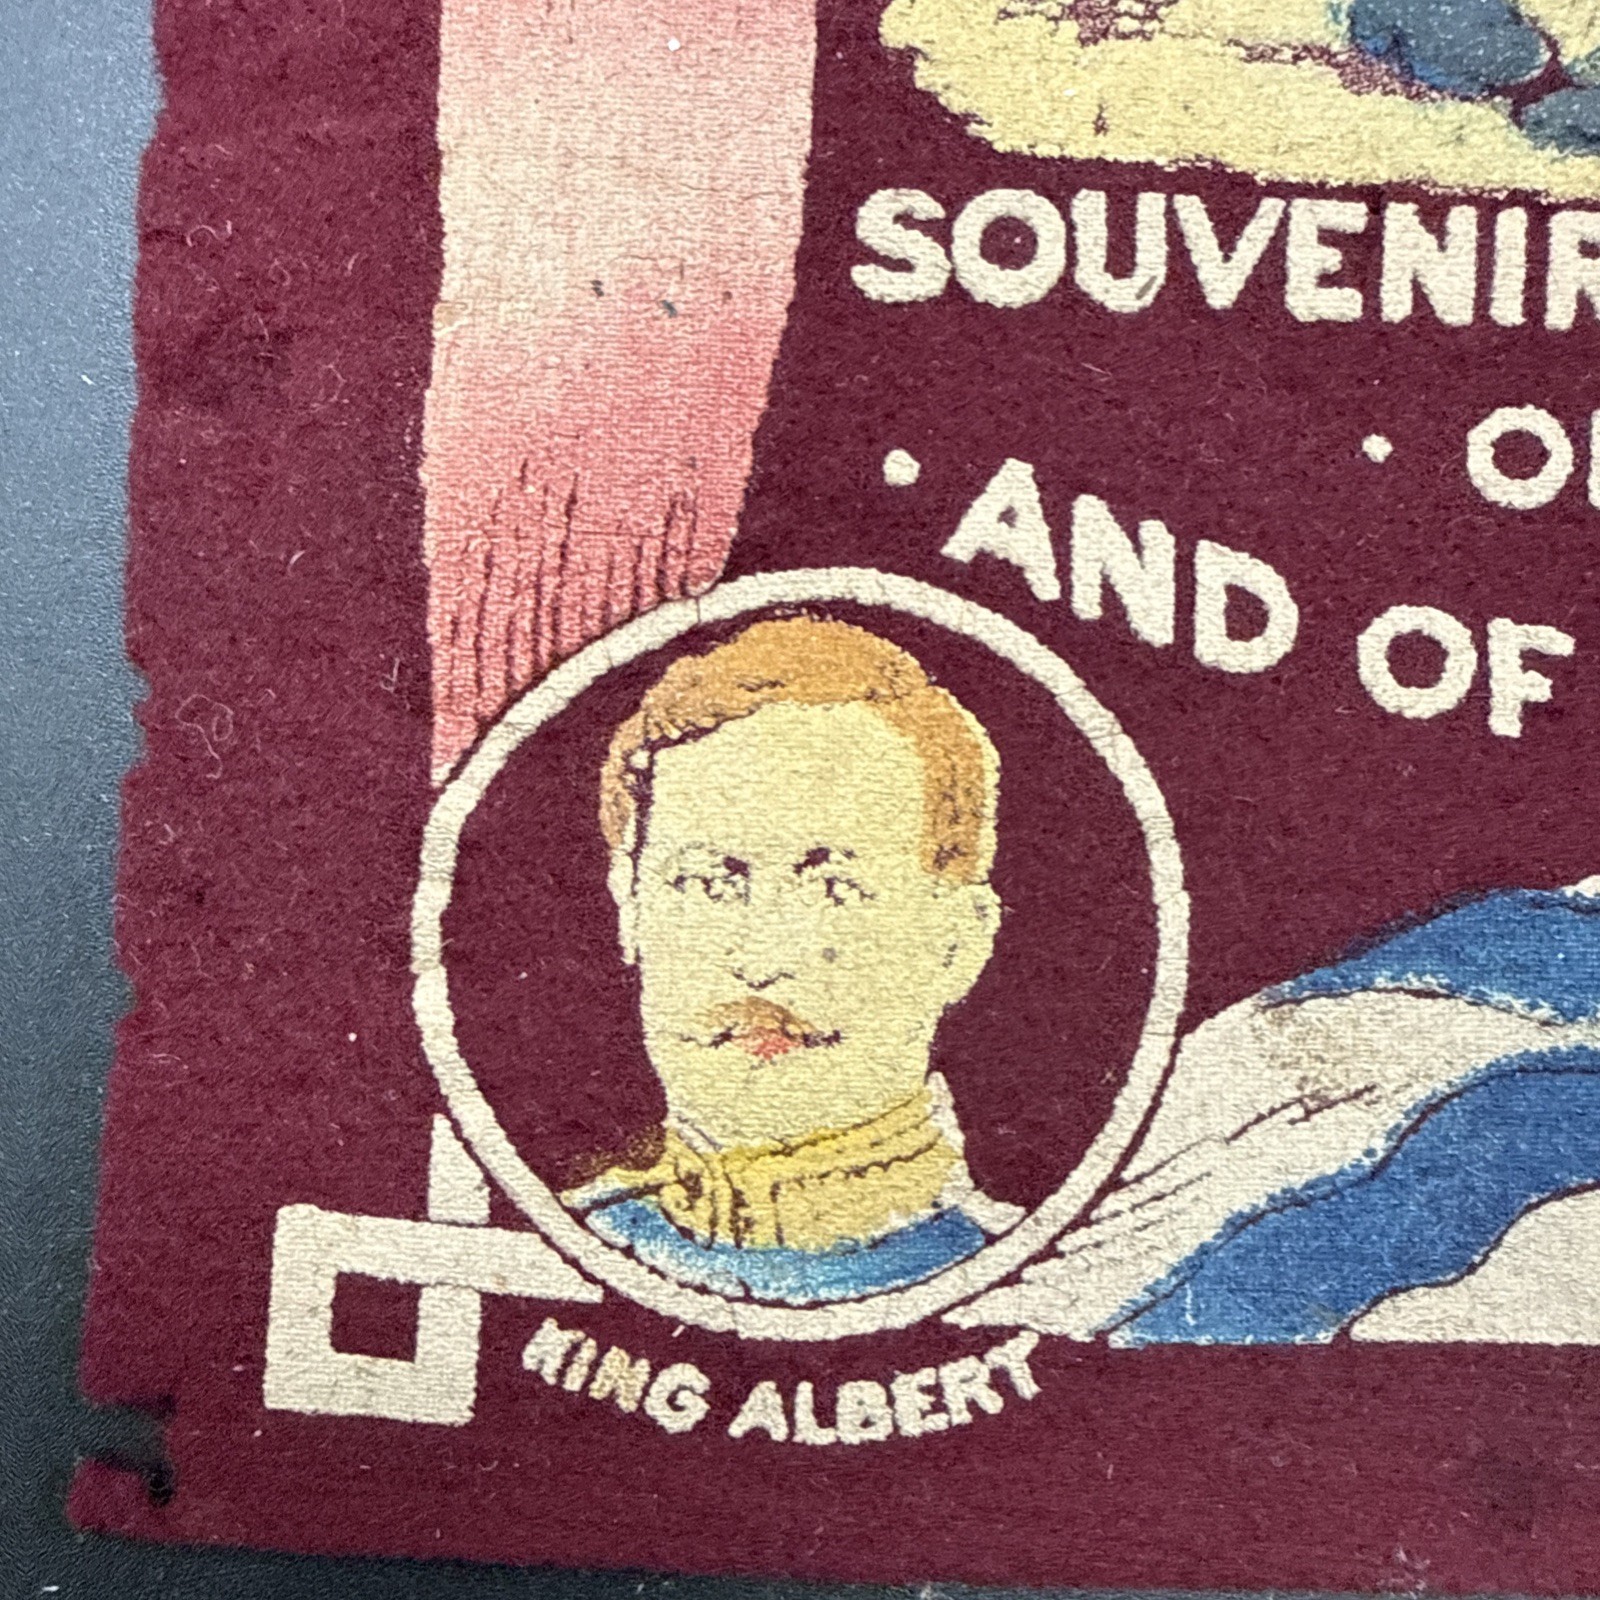 SOUVENIR
· O
· AND OF
KING ALBERT